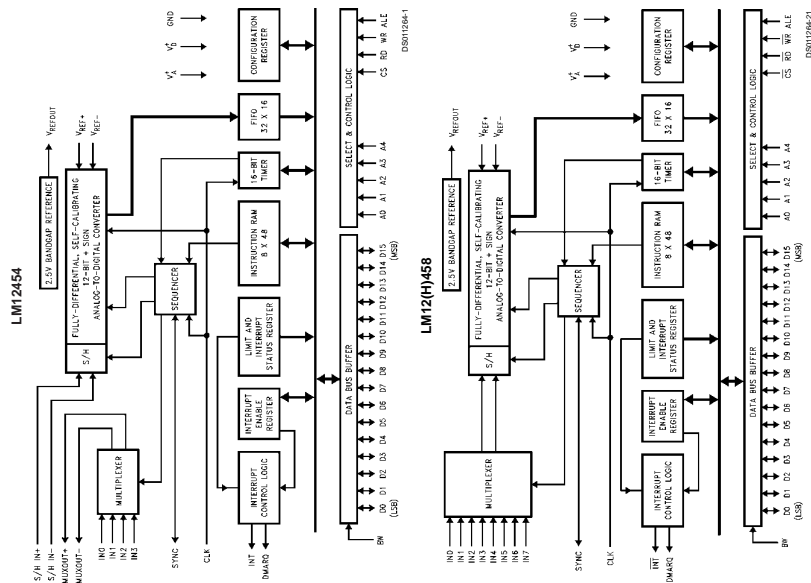 LM12454
S/H IN+
S/H IN-
MUXOUT+
MUXOUT-
IN0
IN1
IN2
IN3
MULTIPLEXER
S/H
FULLY-DIFFERENTIAL, SELF-CALIBRATING
12-BIT + SIGN
ANALOG-TO-DIGITAL CONVERTER
2.5V BANDGAP REFERENCE
VREFOUT
VREF+
VREF-
GND
VD+
VA+
SYNC
CLK
SEQUENCER
INT
DMARQ
INTERRUPT
CONTROL LOGIC
INTERRUPT
ENABLE
REGISTER
LIMIT AND
INTERRUPT
STATUS REGISTER
INSTRUCTION RAM
8 X 48
16-BIT
TIMER
FIFO
32 X 16
CONFIGURATION
REGISTER
DATA BUS BUFFER
SELECT & CONTROL LOGIC
BW
D0 D1 D2 D3 D4 D5 D6 D7 D8 D9 D10 D11 D12 D13 D14 D15
(LSB)
(MSB)
A0 A1 A2 A3 A4
CS RD WR ALE
DS011264-1
LM12(H)458
IN0
IN1
IN2
IN3
IN4
IN5
IN6
IN7
MULTIPLEXER
S/H
FULLY-DIFFERENTIAL, SELF-CALIBRATING
12-BIT + SIGN
ANALOG-TO-DIGITAL CONVERTER
2.5V BANDGAP REFERENCE
VREFOUT
VREF+
VREF-
GND
VD+
VA+
SYNC
CLK
SEQUENCER
INT
DMARQ
INTERRUPT
CONTROL LOGIC
INTERRUPT
ENABLE
REGISTER
LIMIT AND
INTERRUPT
STATUS REGISTER
INSTRUCTION RAM
8 X 48
16-BIT
TIMER
FIFO
32 X 16
CONFIGURATION
REGISTER
DATA BUS BUFFER
SELECT & CONTROL LOGIC
BW
D0 D1 D2 D3 D4 D5 D6 D7 D8 D9 D10 D11 D12 D13 D14 D15
(LSB)
(MSB)
A0 A1 A2 A3 A4
CS RD WR ALE
DS011264-21